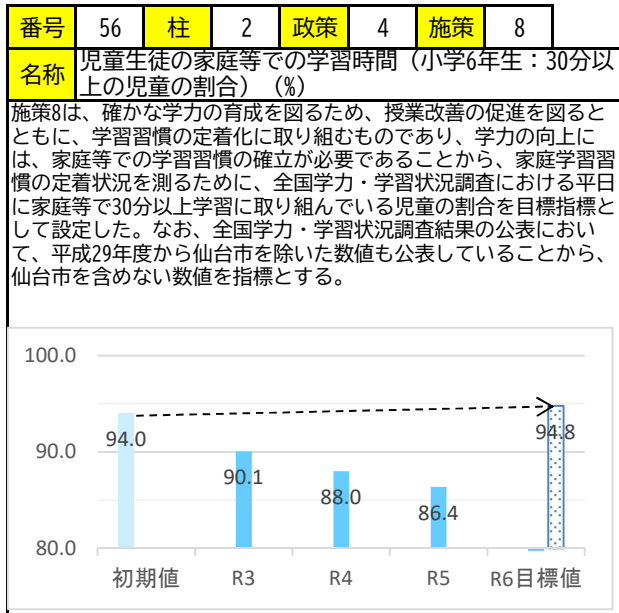 番号 56 柱 2 政策 4 施策 8
名称 児童生徒の家庭等での学習時間（小学6年生：30分以
上の児童の割合）（%）
施策8は、確かな学力の育成を図るため、授業改善の促進を図ると
ともに、学習習慣の定着化に取り組むものであり、学力の向上に
は、家庭等での学習習慣の確立が必要であることから、家庭学習習
慣の定着状況を測るために、全国学力・学習状況調査における平日
に家庭等で30分以上学習に取り組んでいる児童の割合を目標指標と
して設定した。なお、全国学力・学習状況調査結果の公表におい
て、平成29年度から仙台市を除いた数値も公表していることから、
仙台市を含めない数値を指標とする。
100.0
90.0
80.0
94.0
90.1
88.0
86.4
94.8
初期値 R3 R4 R5 R6目標値